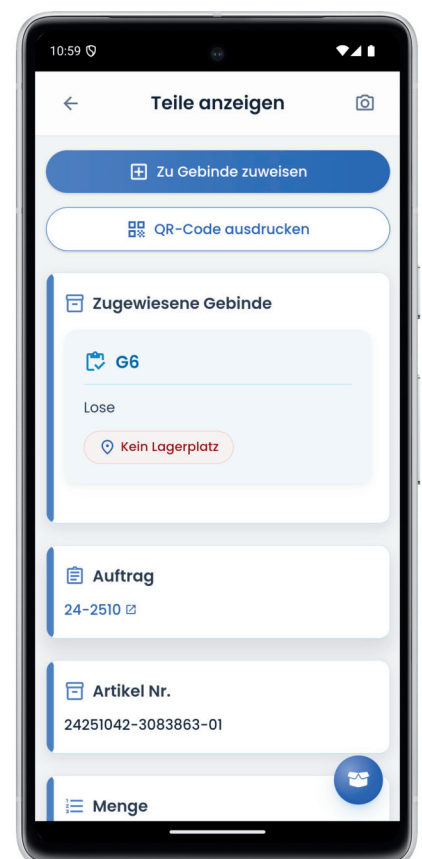 10:59
Teile anzeigen
Zu Gebinde zuweisen
QR-Code ausdrucken
Zugewiesene Gebinde
G6
Lose
Kein Lagerplatz
Auftrag
24-2510
Artikel Nr.
24251042-3083863-01
Menge